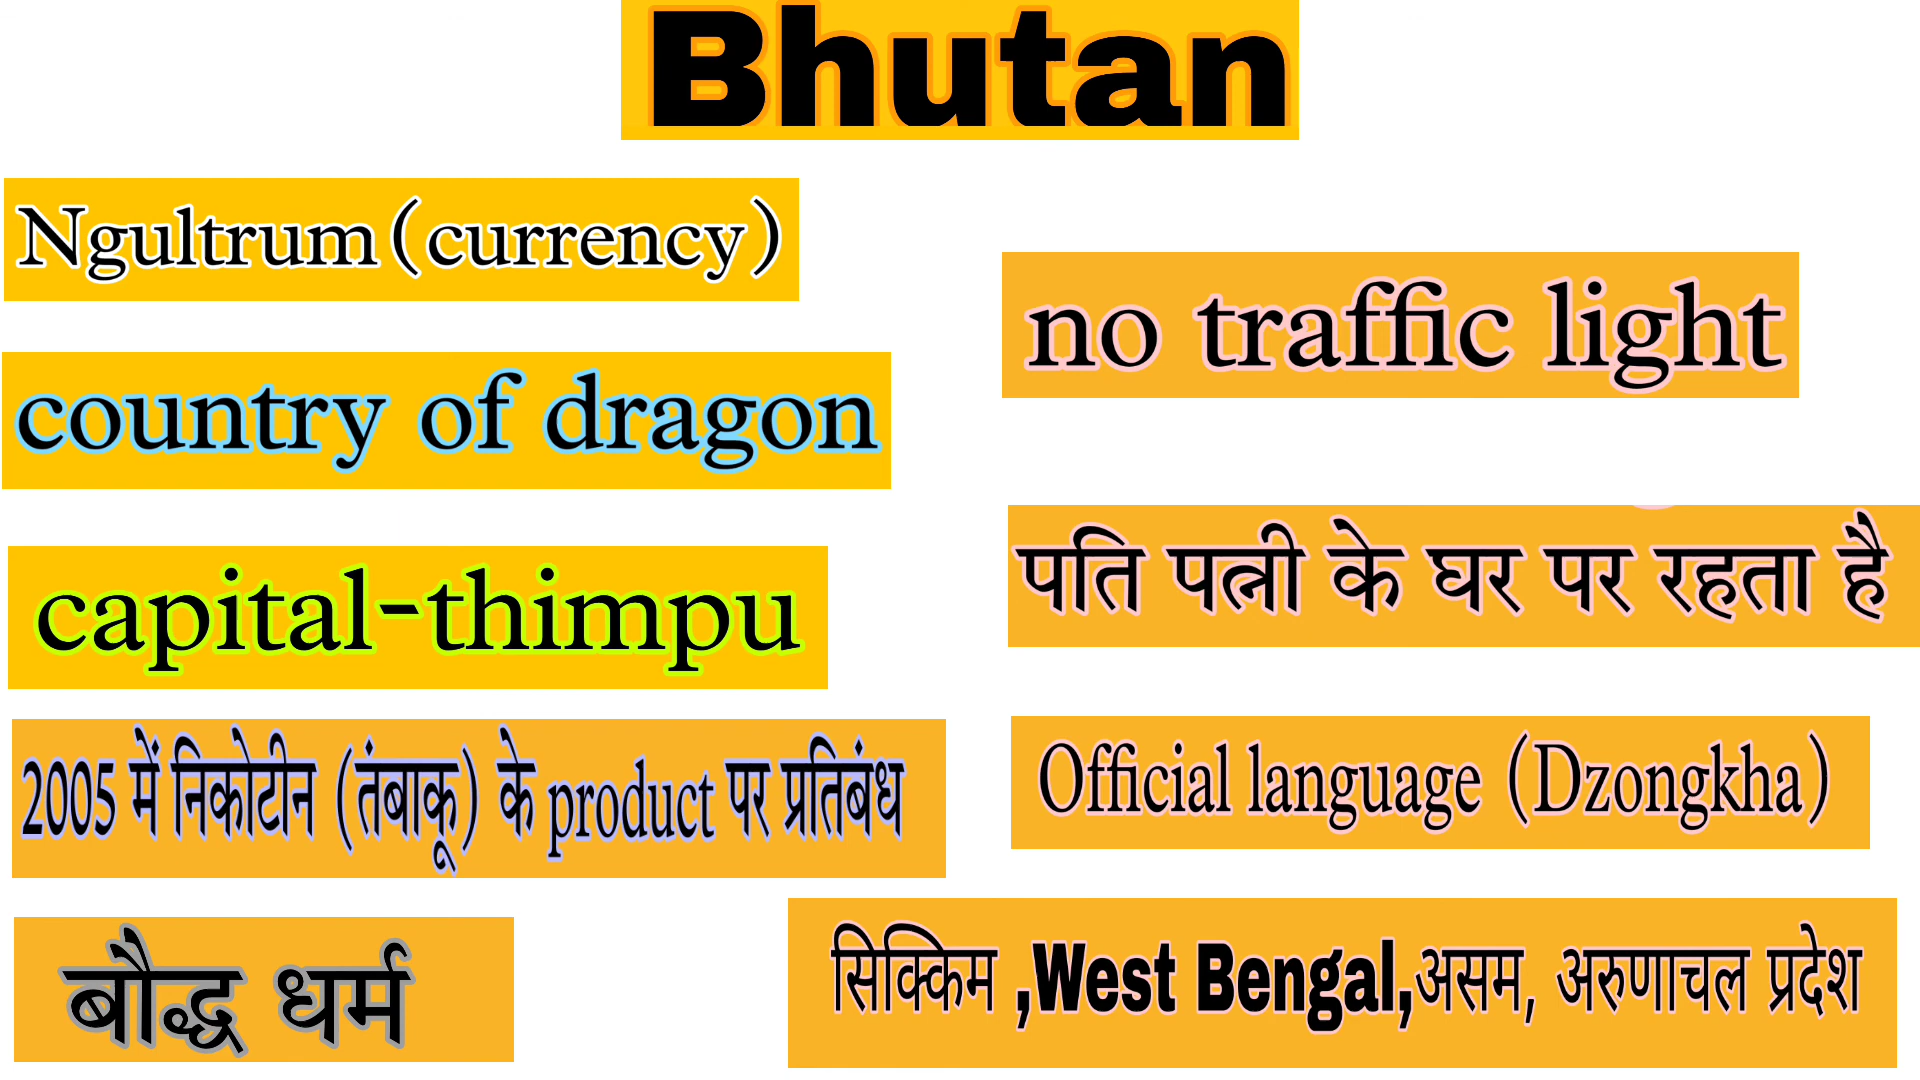 Bhutan
Ngultrum (currency)
country of dragon
capital-thimpu
2005 में निकोटीन (तंबाकू) के product पर प्रतिबंध
बौद्ध धर्म
no traffic light
पति पत्नी के घर पर रहता है
Official language (Dzongkha)
सिक्किम ,West Bengal,असम, अरुणाचल प्रदेश